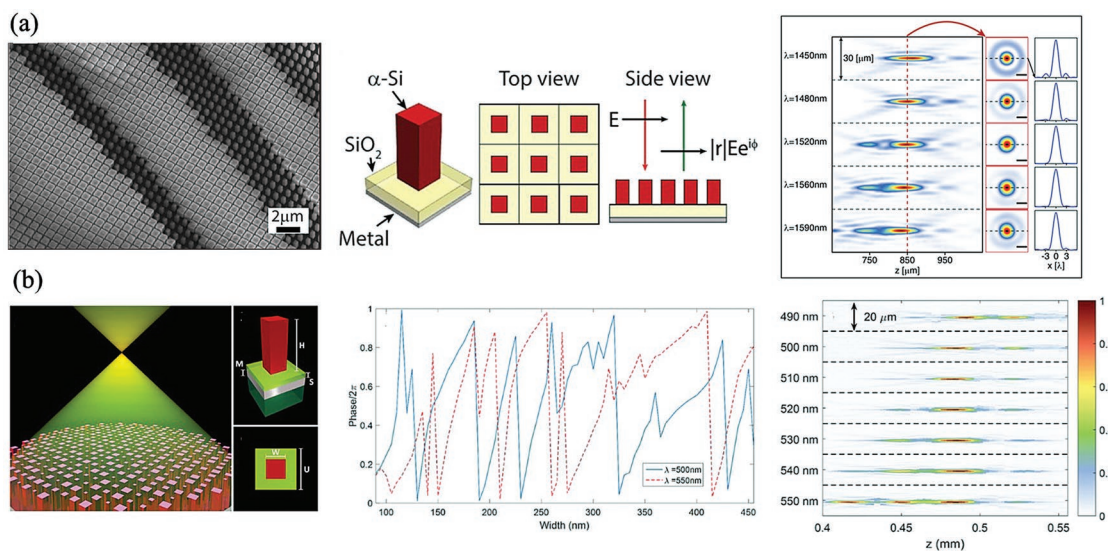 (a)
2μm
α-Si
SiO2
Metal
Top view
Side view
E
|r|Ee^iϕ
λ=1450nm
λ=1480nm
λ=1520nm
λ=1560nm
λ=1590nm
30 [μm]
750 850 950
z [μm]
-3 0 3
x [λ]
(b)
H
M
S
W
U
Phase/2π
1
0.8
0.6
0.4
0.2
0
100 150 200 250 300 350 400 450
Width (nm)
λ =500nm
λ =550nm
490 nm
500 nm
510 nm
520 nm
530 nm
540 nm
550 nm
20 μm
0.4 0.45 0.5 0.55
z (mm)
1
0